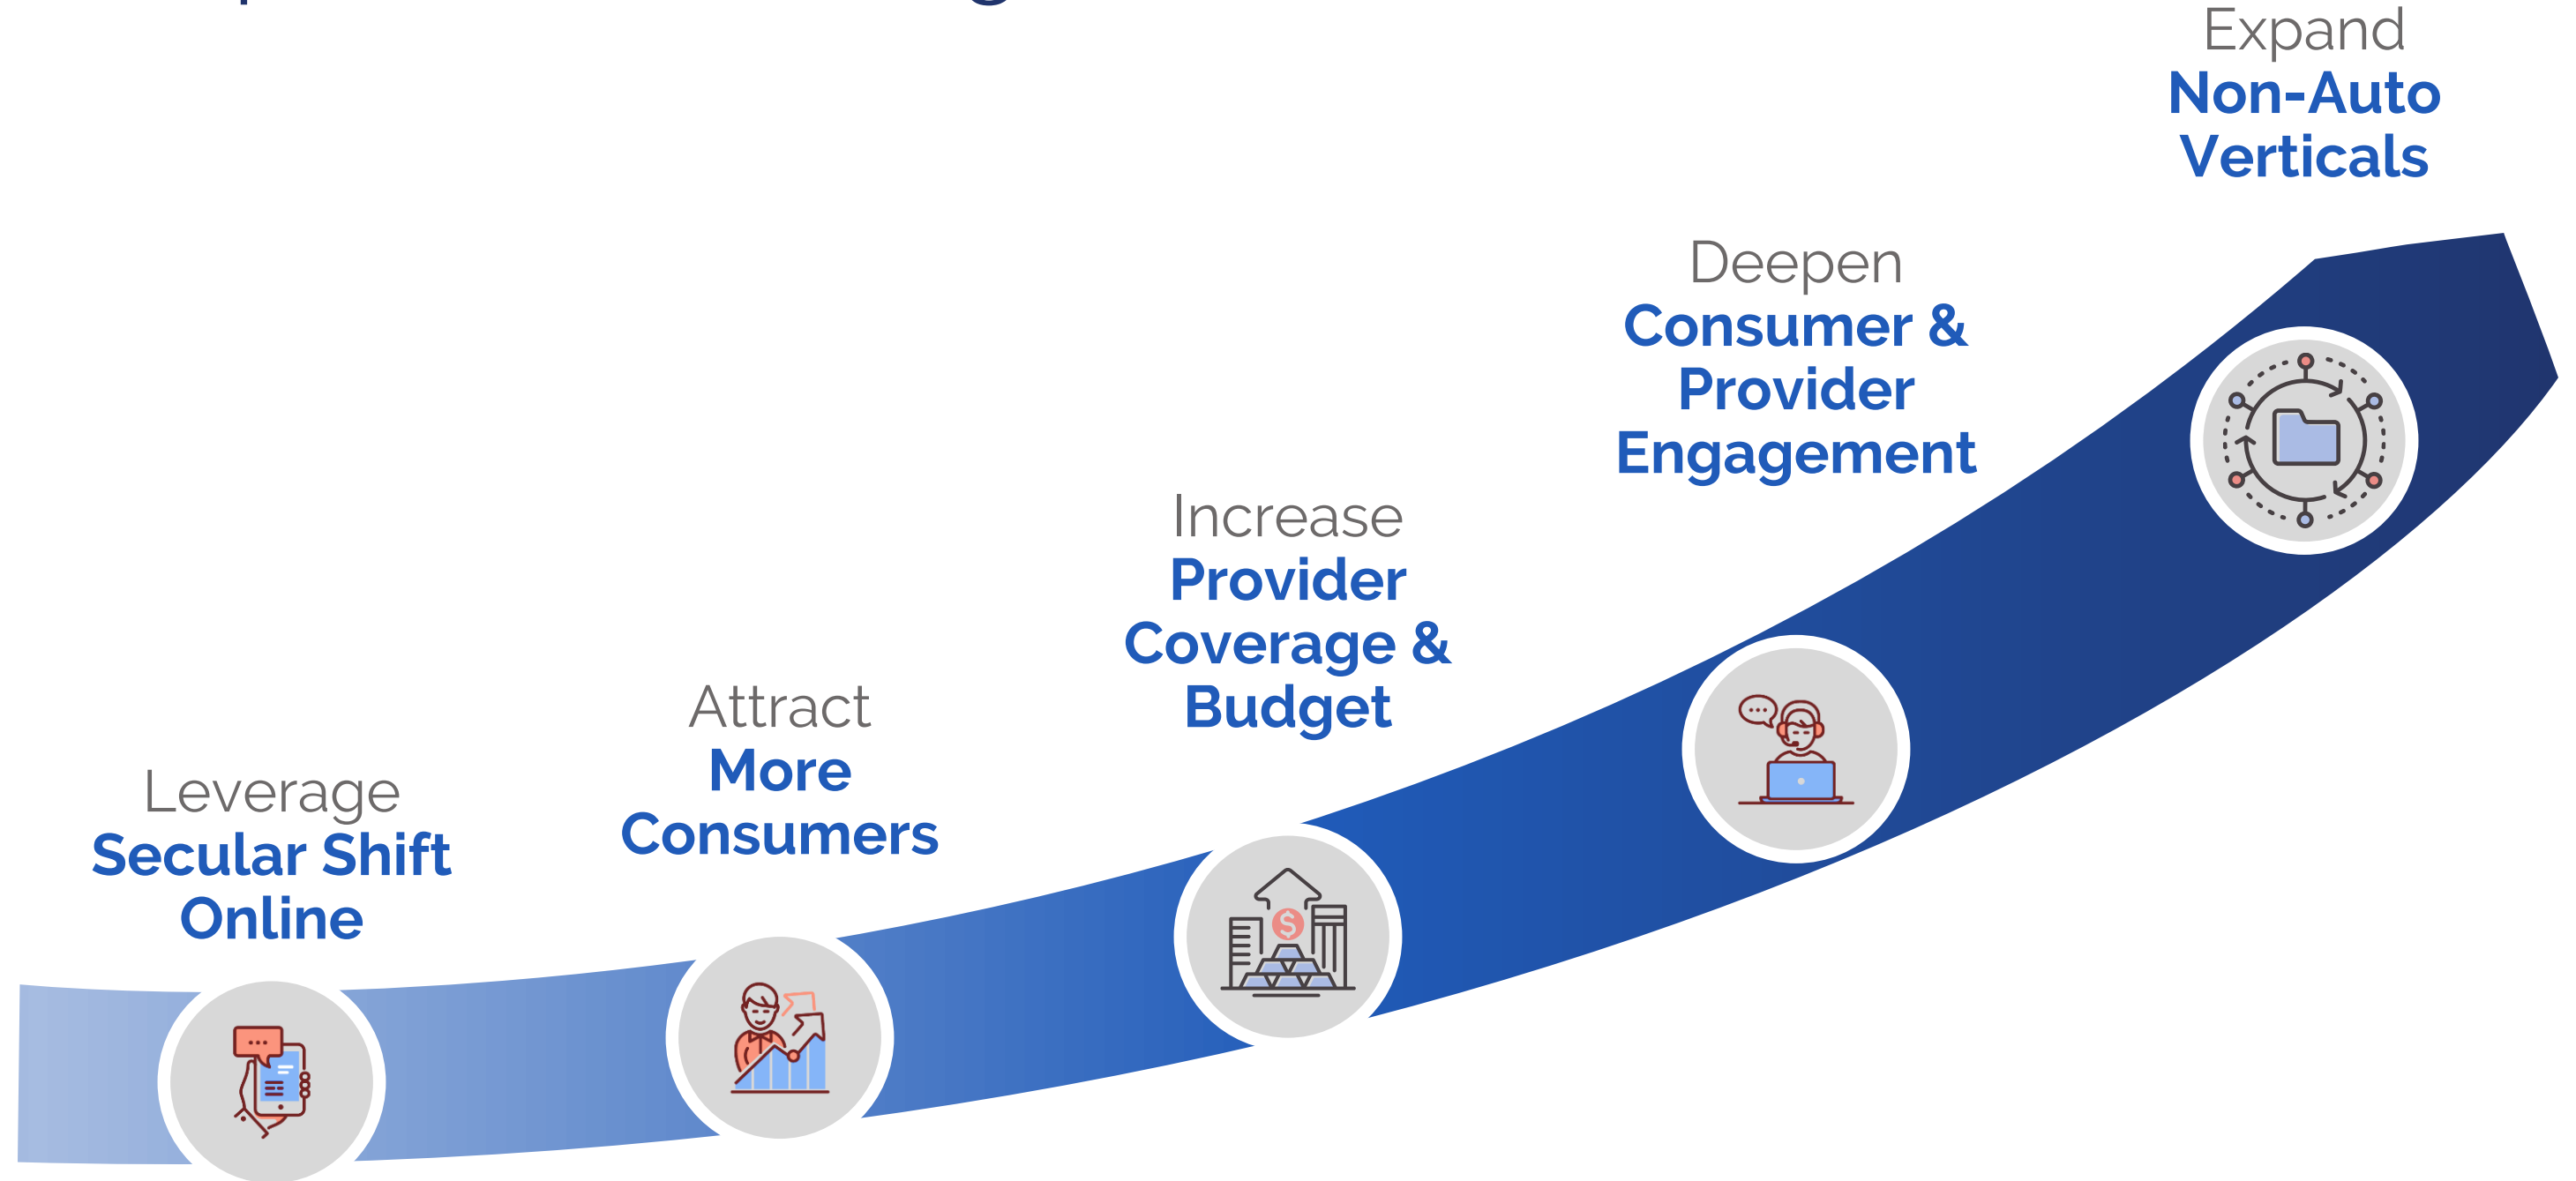 Leverage
Secular Shift
Online
Attract
More
Consumers
Increase
Provider
Coverage &
Budget
Deepen
Consumer &
Provider
Engagement
Expand
Non-Auto
Verticals
$